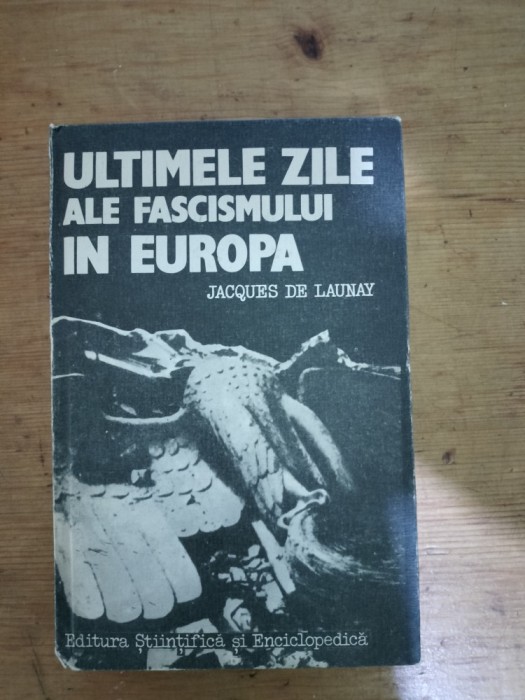 ULTIMELE ZILE
ALE FASCISMULUI
IN EUROPA
JACQUES DE LAUNAY
Editura Științifică și Enciclopedică